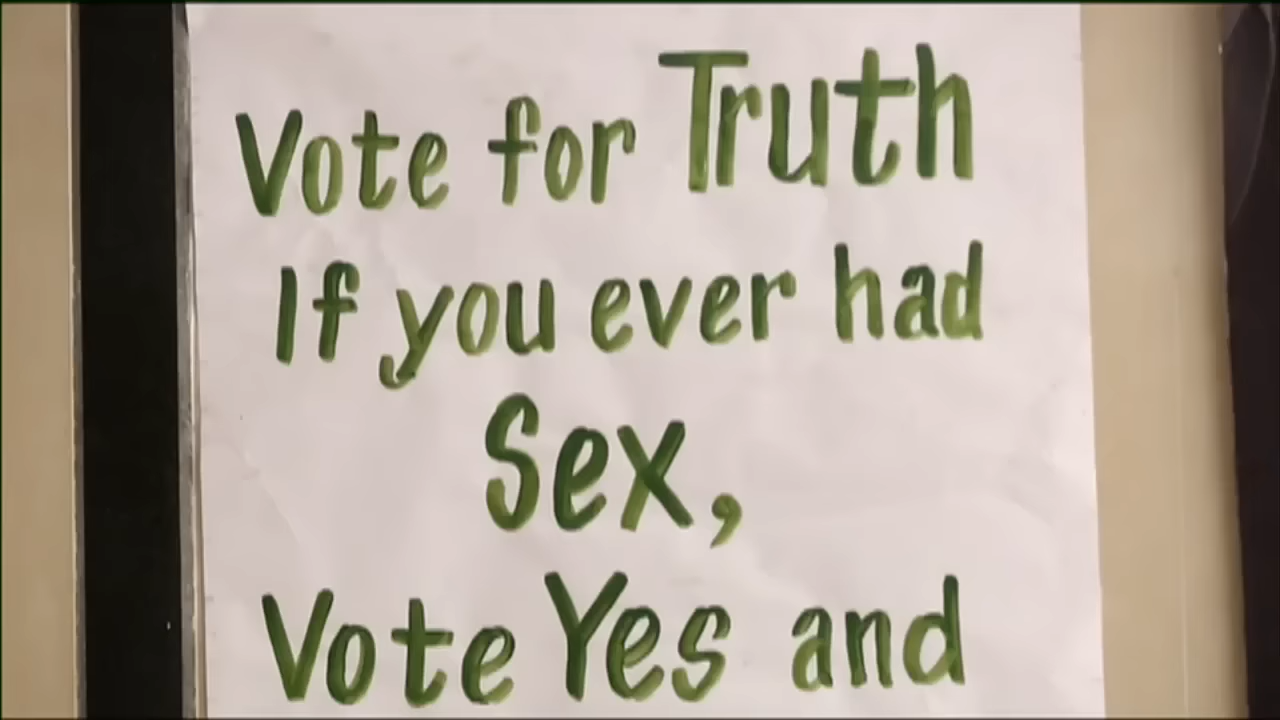 Vote for Truth
If you ever had
Sex,
Vote Yes and